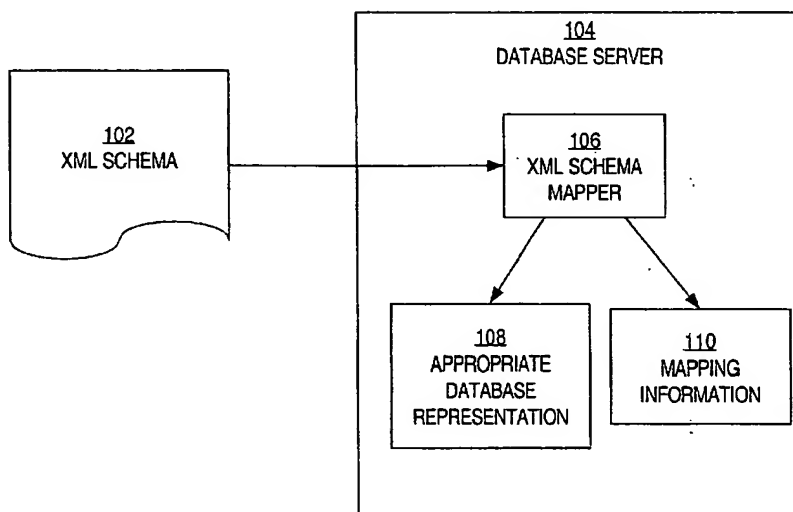 104
DATABASE SERVER
102
XML SCHEMA
106
XML SCHEMA
MAPPER
108
APPROPRIATE
DATABASE
REPRESENTATION
110
MAPPING
INFORMATION